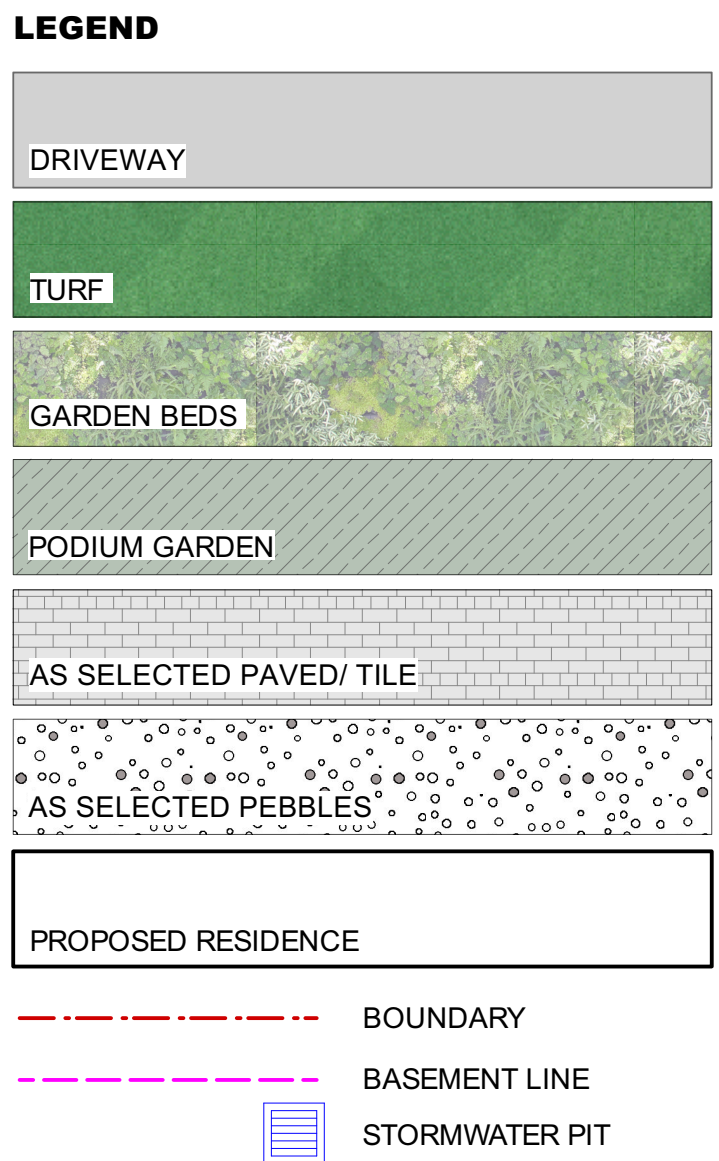 LEGEND
DRIVEWAY
TURF
GARDEN BEDS
PODIUM GARDEN
AS SELECTED PAVED/ TILE
AS SELECTED PEBBLES
PROPOSED RESIDENCE
BOUNDARY
BASEMENT LINE
STORMWATER PIT